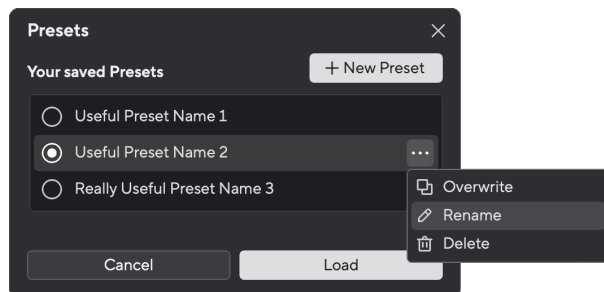 Presets
Your saved Presets
+ New Preset
Useful Preset Name 1
Useful Preset Name 2
Really Useful Preset Name 3
Overwrite
Rename
Delete
Cancel
Load